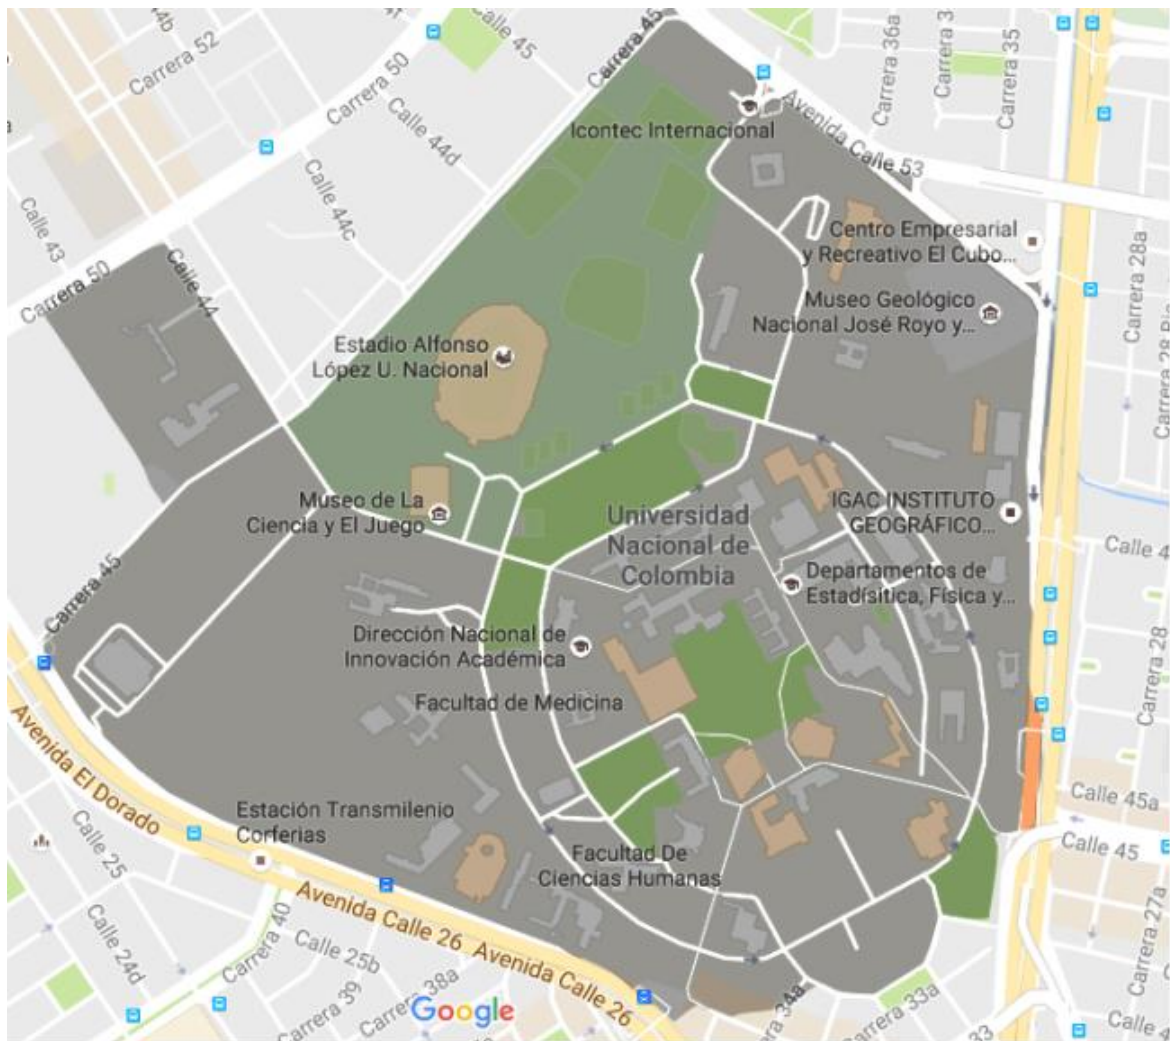 Calle 45
Carrera 52
Carrera 50
Carrera 45
Carrera 36a
Carrera 35
Icontec Internacional
Avenida Calle 53
Calle 44d
Calle 44c
Calle 43
Calle 44
Carrera 50
Centro Empresarial
y Recreativo El Cubo...
Carrera 28a
Museo Geológico
Nacional José Royo y...
Estadio Alfonso
López U. Nacional
Museo de La
Ciencia y El Juego
Universidad
Nacional de
Colombia
IGAC INSTITUTO
GEOGRÁFICO...
Departamentos de
Estadísitica, Física y...
Carrera 45
Dirección Nacional de
Innovación Académica
Facultad de Medicina
Carrera 28
Avenida El Dorado
Estación Transmilenio
Corferias
Calle 45a
Calle 45
Calle 25
Facultad De
Ciencias Humanas
Avenida Calle 26
Avenida Calle 26
Carrera 27a
Calle 24d
Carrera 40
Calle 25b
Carrera 39
Carrera 38a
Google
Carrera 33a